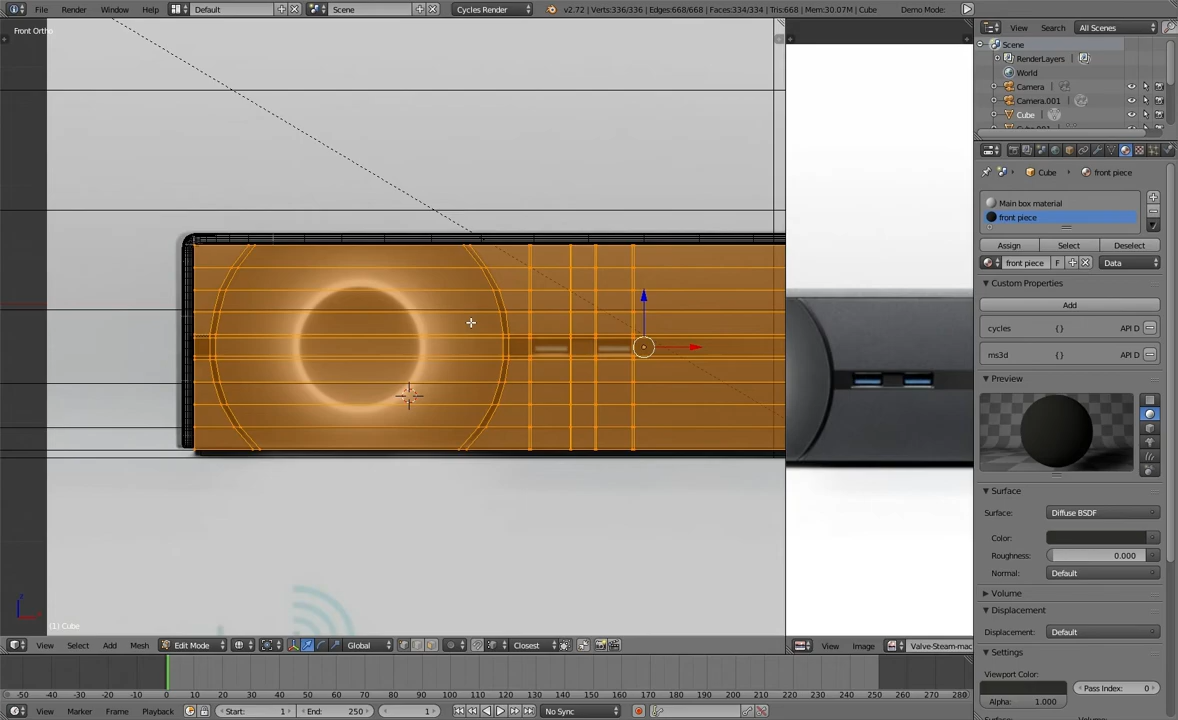 File Render Window Help Default Scene Cycles Render v2.72 | Verts:336/336 | Edges:668/668 | Faces:334/334 | Tris:668 | Mem:30.07M | Cube Demo Mode:
Front Ortho
View Search All Scenes
Scene
RenderLayers
World
Camera
Camera.001
Cube
Cube
front piece
Main box material
front piece
Assign Select Deselect
front piece F Data
Custom Properties
Add
cycles { } API D
ms3d { } API D
Preview
Surface
Surface: Diffuse BSDF
Color:
Roughness: 0.000
Normal: Default
Volume
Displacement
Displacement: Default
Settings
Viewport Color: Pass Index: 0
Alpha: 1.000
z
(1) Cube
View Select Add Mesh Edit Mode Global Closest View Image Valve-Steam-mac
-50 -40 -30 -20 -10 0 10 20 30 40 50 60 70 80 90 100 110 120 130 140 150 160 170 180 190 200 210 220 230 240 250 260 270 280
View Marker Frame Playback Start: 1 End: 250 1 No Sync